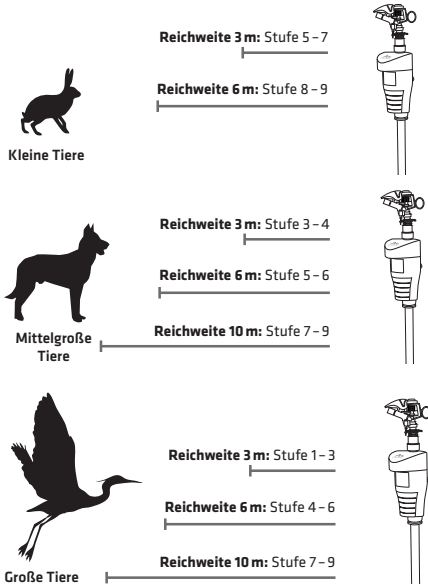 Reichweite 3 m: Stufe 5 – 7
Reichweite 6 m: Stufe 8 – 9
Kleine Tiere
Reichweite 3 m: Stufe 3 – 4
Reichweite 6 m: Stufe 5 – 6
Reichweite 10 m: Stufe 7 – 9
Mittelgroße
Tiere
Reichweite 3 m: Stufe 1 – 3
Reichweite 6 m: Stufe 4 – 6
Reichweite 10 m: Stufe 7 – 9
Große Tiere